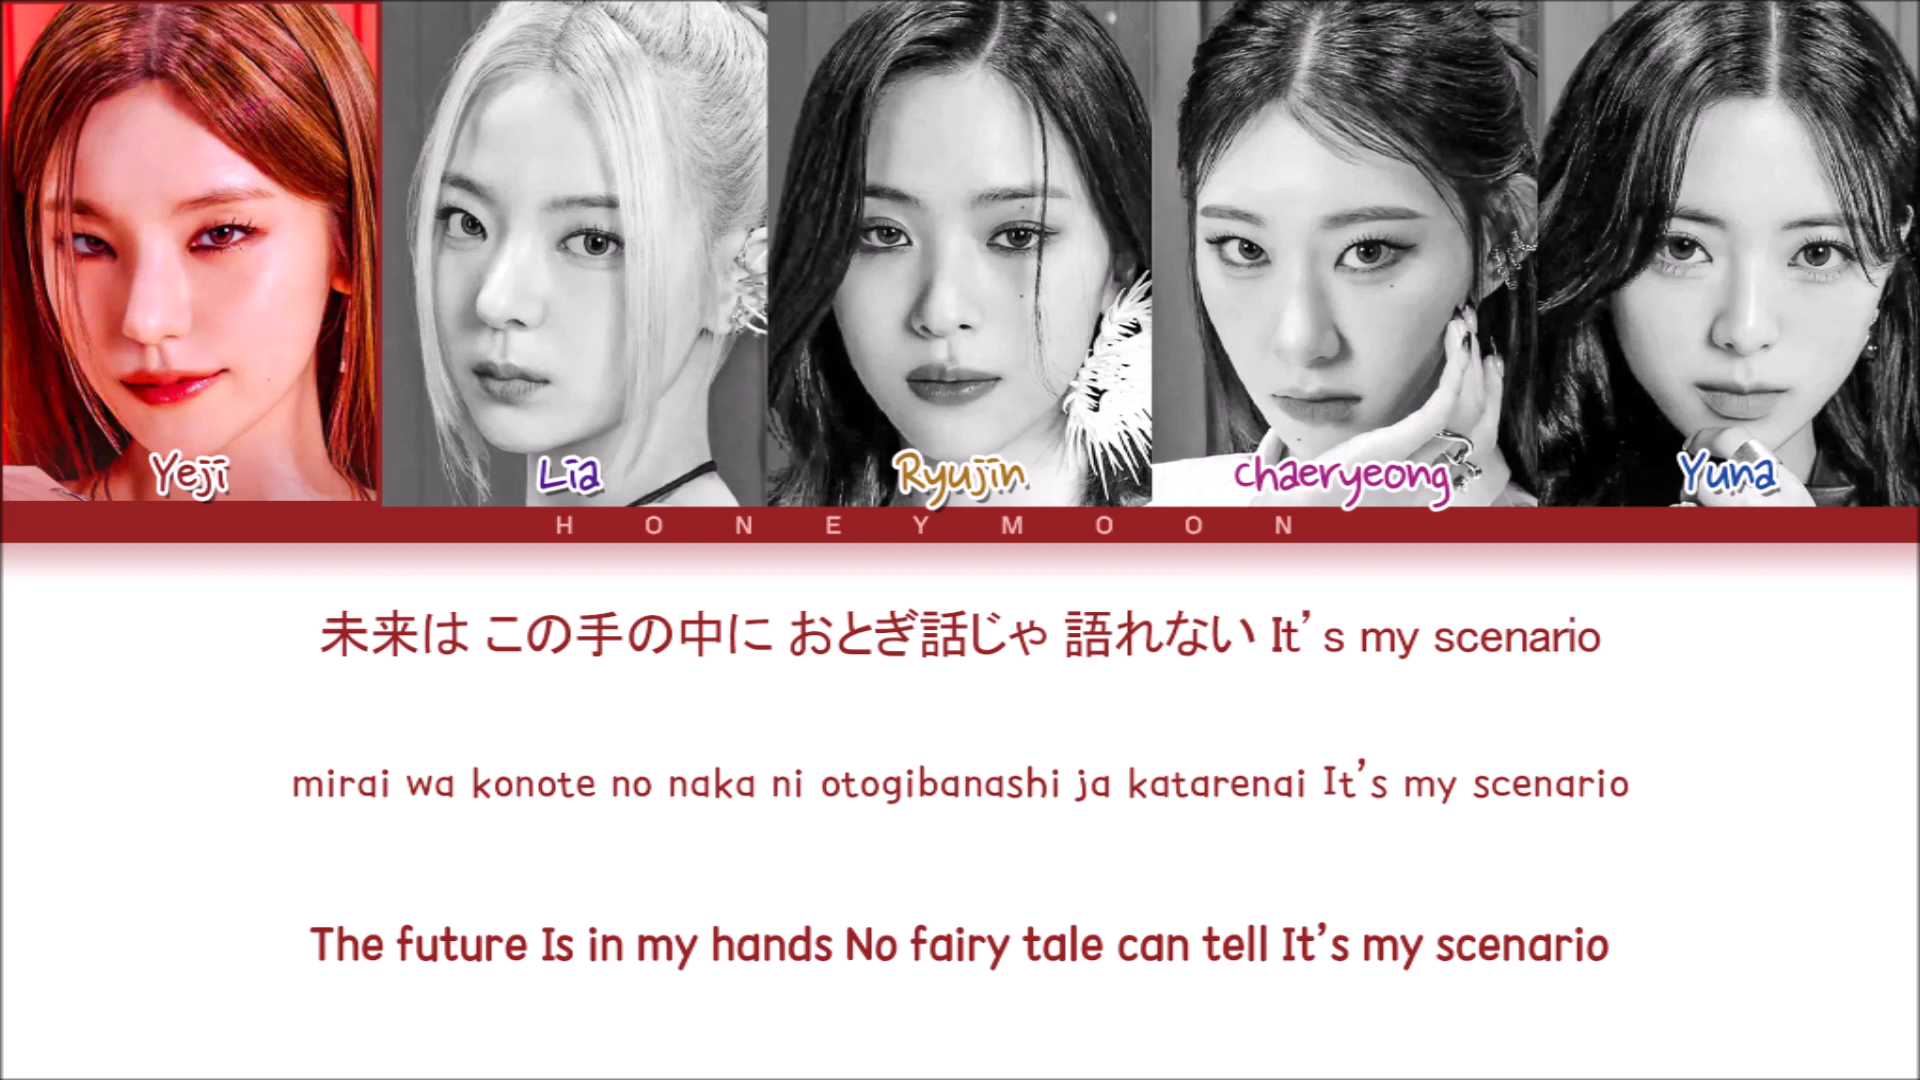 Yeji
Lia
Ryujin
chaeryeong
Yuna
HONEYMOON
未来は この手の中に おとぎ話じゃ 語れない It’s my scenario
mirai wa konote no naka ni otogibanashi ja katarenai It’s my scenario
The future Is in my hands No fairy tale can tell It’s my scenario